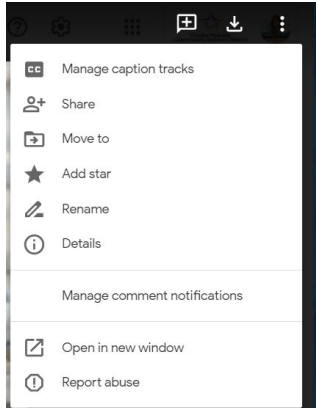 CC
Manage caption tracks
Share
Move to
Add star
Rename
Details
Manage comment notifications
Open in new window
Report abuse